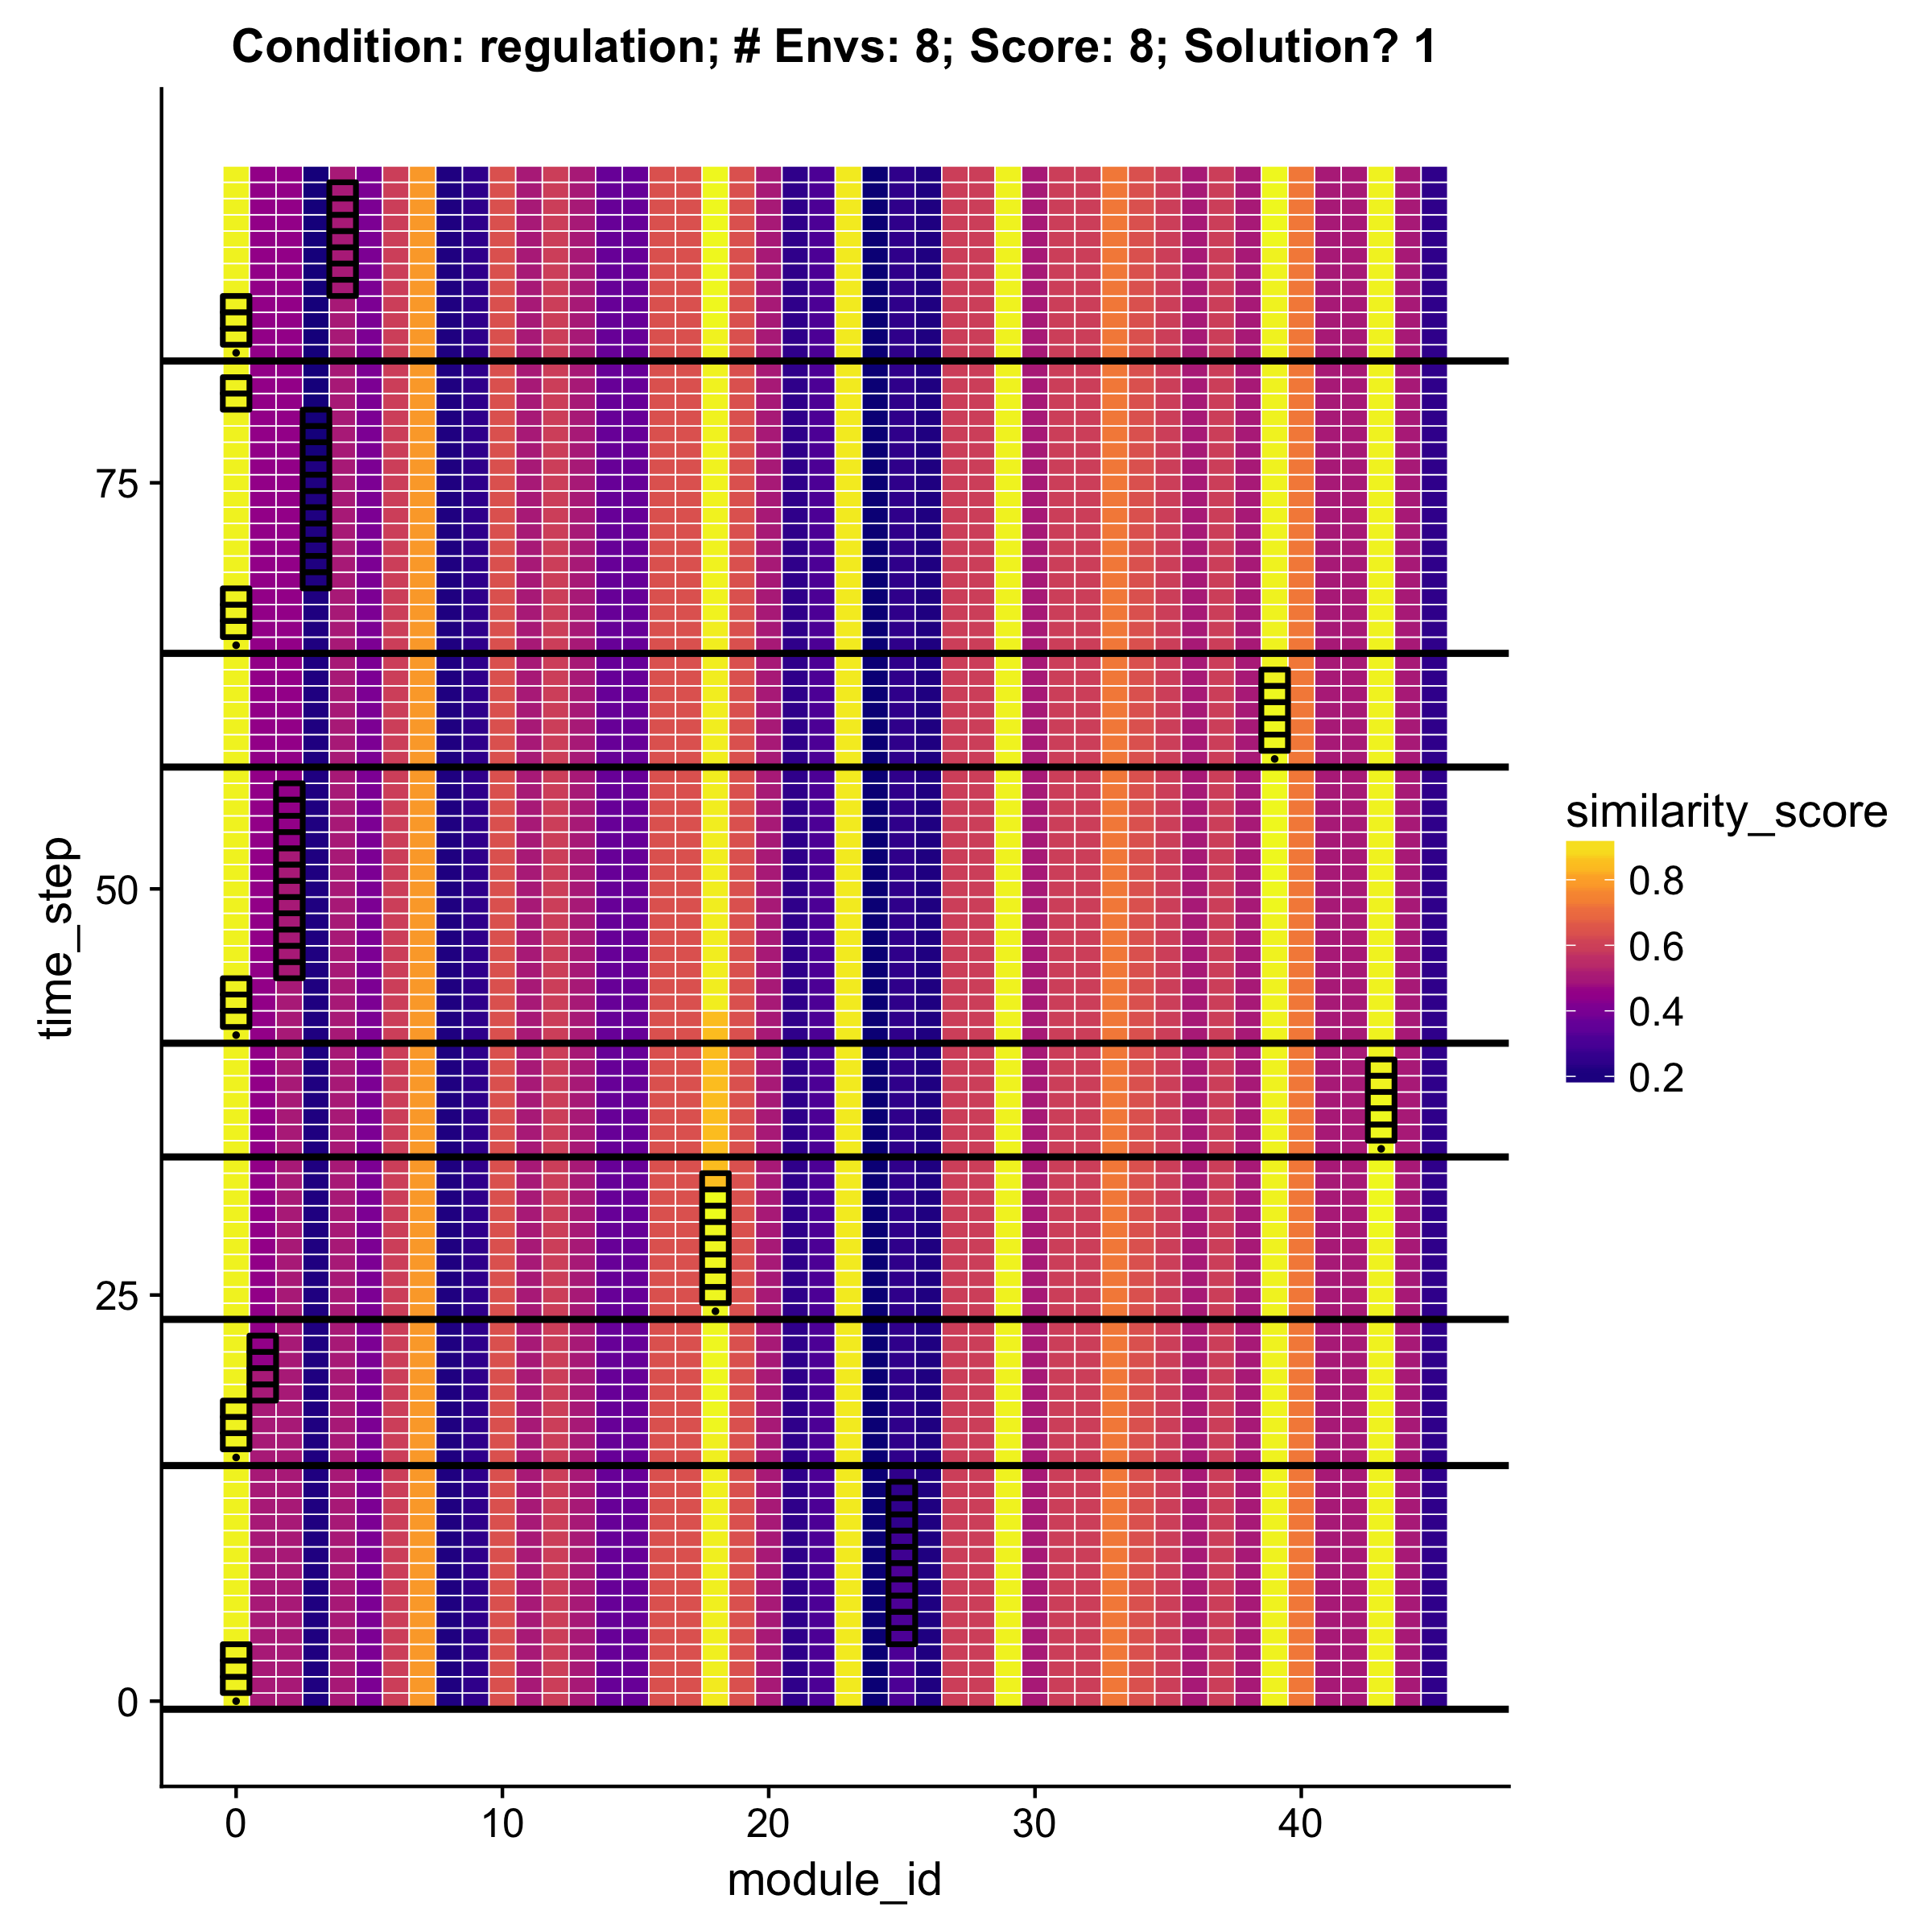 Condition: regulation; # Envs: 8; Score: 8; Solution? 1
75
50
25
0
time_step
0 10 20 30 40
module_id
similarity_score
0.8
0.6
0.4
0.2